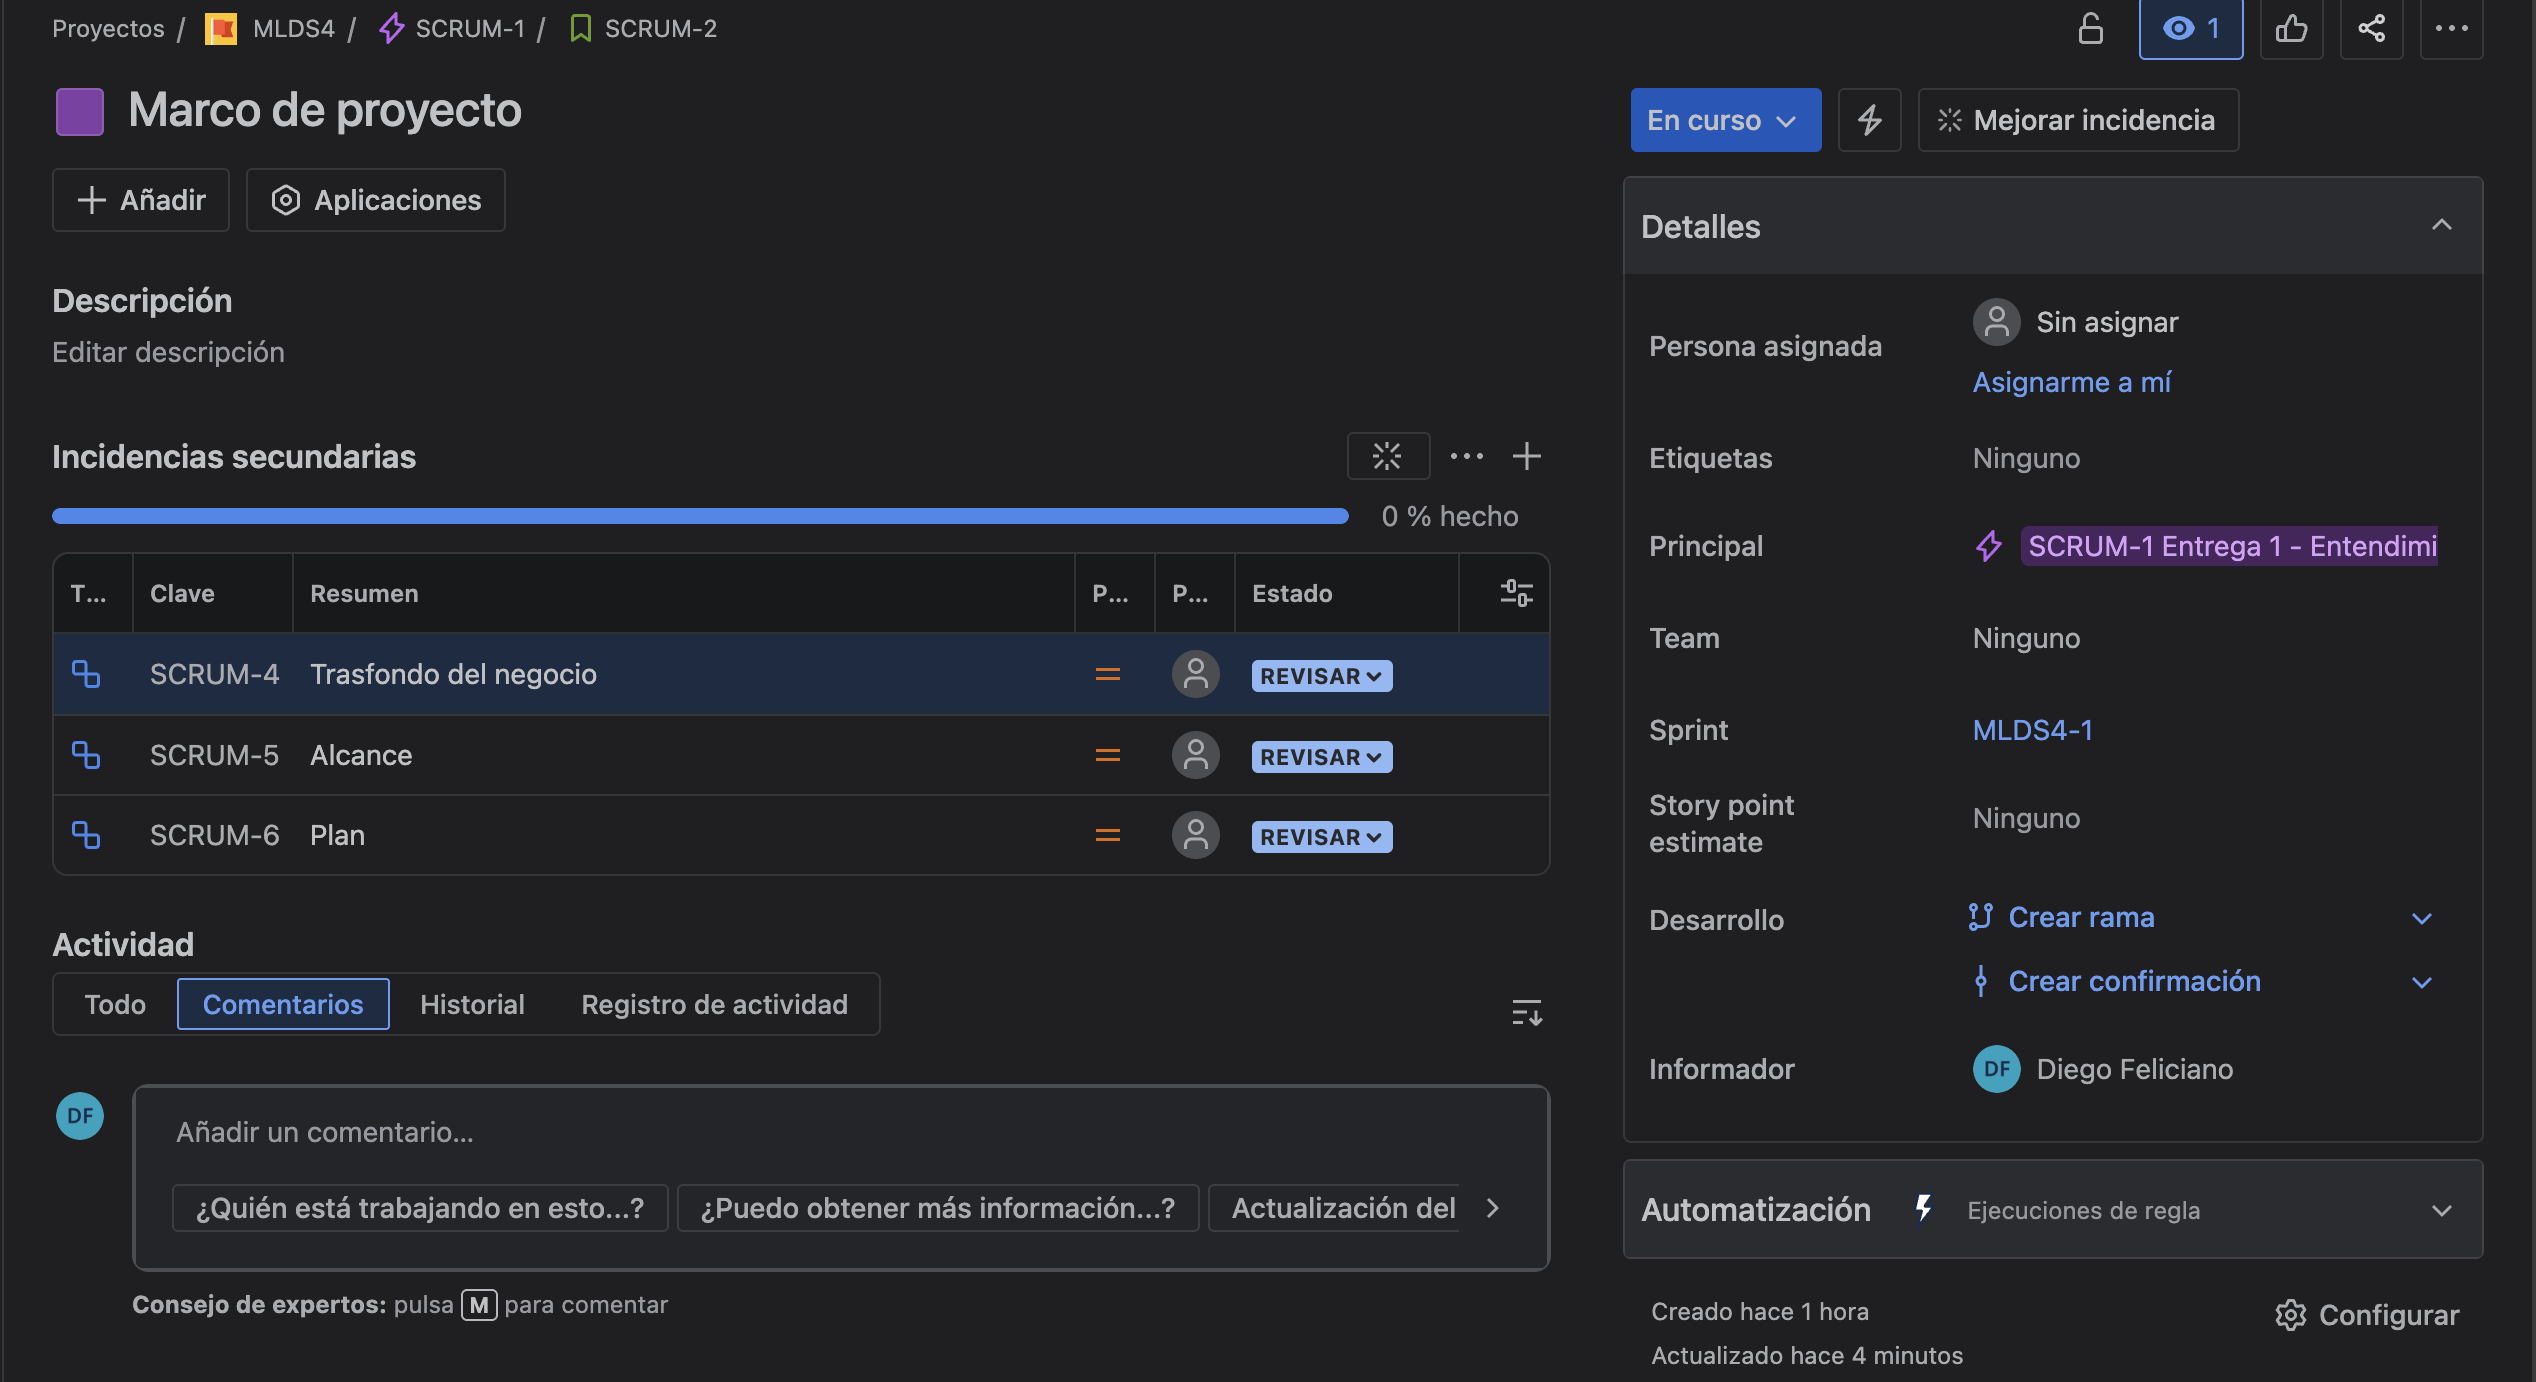 Proyectos / MLDS4 / SCRUM-1 / SCRUM-2
1
Marco de proyecto
Añadir
Aplicaciones
Descripción
Editar descripción
Incidencias secundarias
0 % hecho
T... Clave Resumen P... P... Estado
SCRUM-4 Trasfondo del negocio REVISAR
SCRUM-5 Alcance REVISAR
SCRUM-6 Plan REVISAR
Actividad
Todo Comentarios Historial Registro de actividad
DF
Añadir un comentario...
¿Quién está trabajando en esto...? ¿Puedo obtener más información...? Actualización del
Consejo de expertos: pulsa M para comentar
En curso
Mejorar incidencia
Detalles
Persona asignada Sin asignar
Asignarme a mí
Etiquetas Ninguno
Principal SCRUM-1 Entrega 1 - Entendimi
Team Ninguno
Sprint MLDS4-1
Story point
estimate Ninguno
Desarrollo Crear rama
Crear confirmación
Informador DF Diego Feliciano
Automatización Ejecuciones de regla
Creado hace 1 hora
Configurar
Actualizado hace 4 minutos